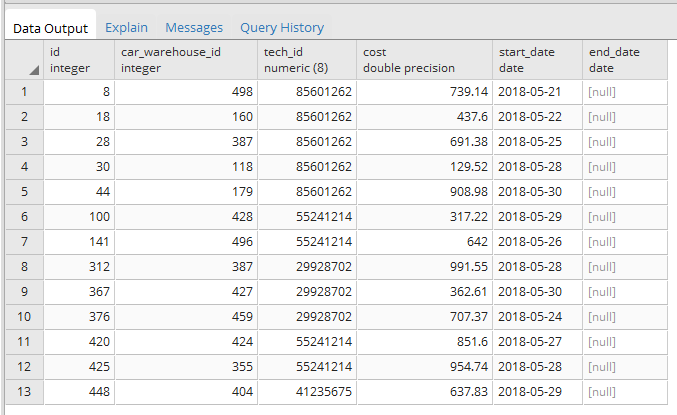 Data Output Explain Messages Query History
id car_warehouse_id tech_id cost start_date end_date
integer integer numeric (8) double precision date date
1 8 498 85601262 739.14 2018-05-21 [null]
2 18 160 85601262 437.6 2018-05-22 [null]
3 28 387 85601262 691.38 2018-05-25 [null]
4 30 118 85601262 129.52 2018-05-28 [null]
5 44 179 85601262 908.98 2018-05-30 [null]
6 100 428 55241214 317.22 2018-05-29 [null]
7 141 496 55241214 642 2018-05-26 [null]
8 312 387 29928702 991.55 2018-05-28 [null]
9 367 427 29928702 362.61 2018-05-30 [null]
10 376 459 29928702 707.37 2018-05-24 [null]
11 420 424 55241214 851.6 2018-05-27 [null]
12 425 355 55241214 954.74 2018-05-28 [null]
13 448 404 41235675 637.83 2018-05-29 [null]